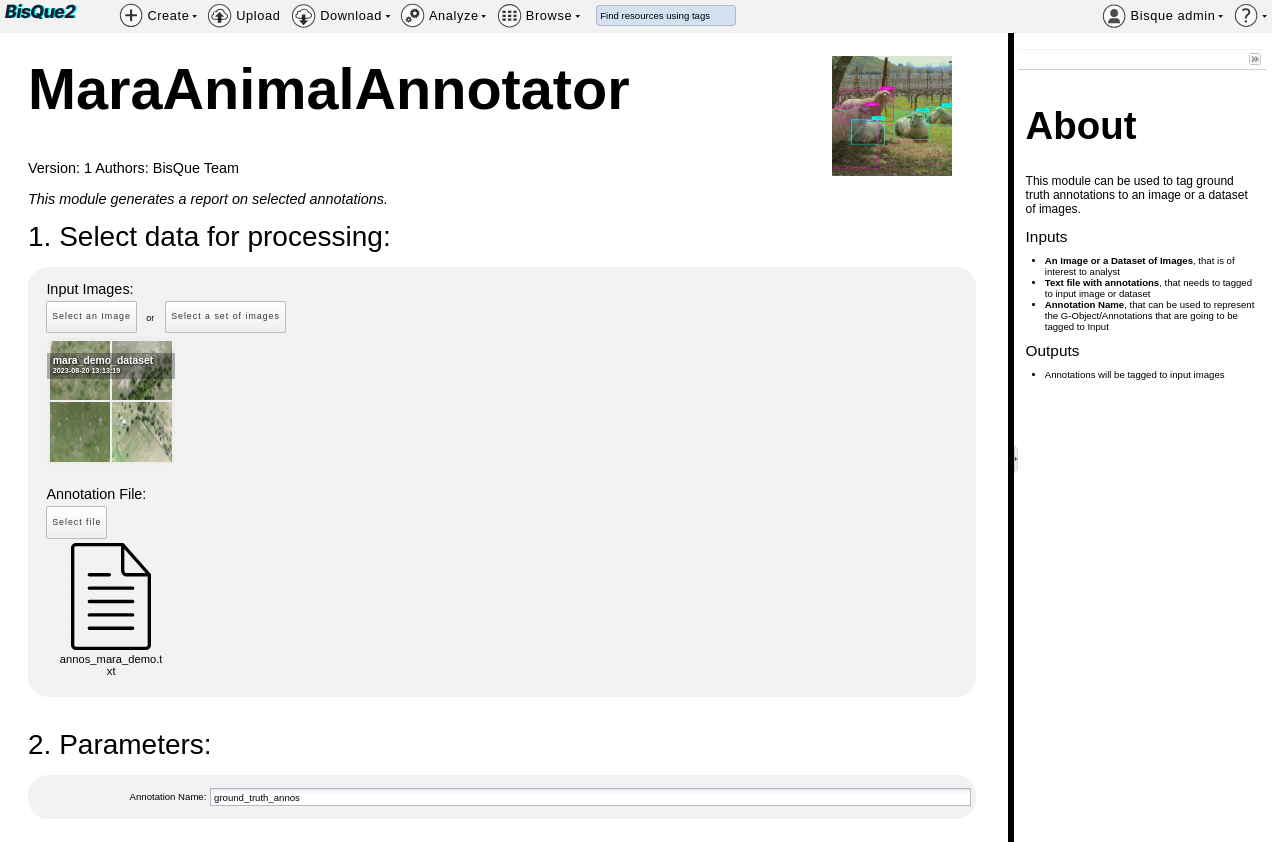 BisQue2
Create
Upload
Download
Analyze
Browse
Find resources using tags
Bisque admin
?
MaraAnimalAnnotator
Version: 1 Authors: BisQue Team
This module generates a report on selected annotations.
1. Select data for processing:
Input Images:
Select an Image
or
Select a set of images
mara_demo_dataset
2023-08-20 13:13:19
Annotation File:
Select file
annos_mara_demo.t
xt
2. Parameters:
Annotation Name:
ground_truth_annos
About
This module can be used to tag ground
truth annotations to an image or a dataset
of images.
Inputs
• An Image or a Dataset of Images, that is of
interest to analyst
• Text file with annotations, that needs to tagged
to input image or dataset
• Annotation Name, that can be used to represent
the G-Object/Annotations that are going to be
tagged to Input
Outputs
• Annotations will be tagged to input images